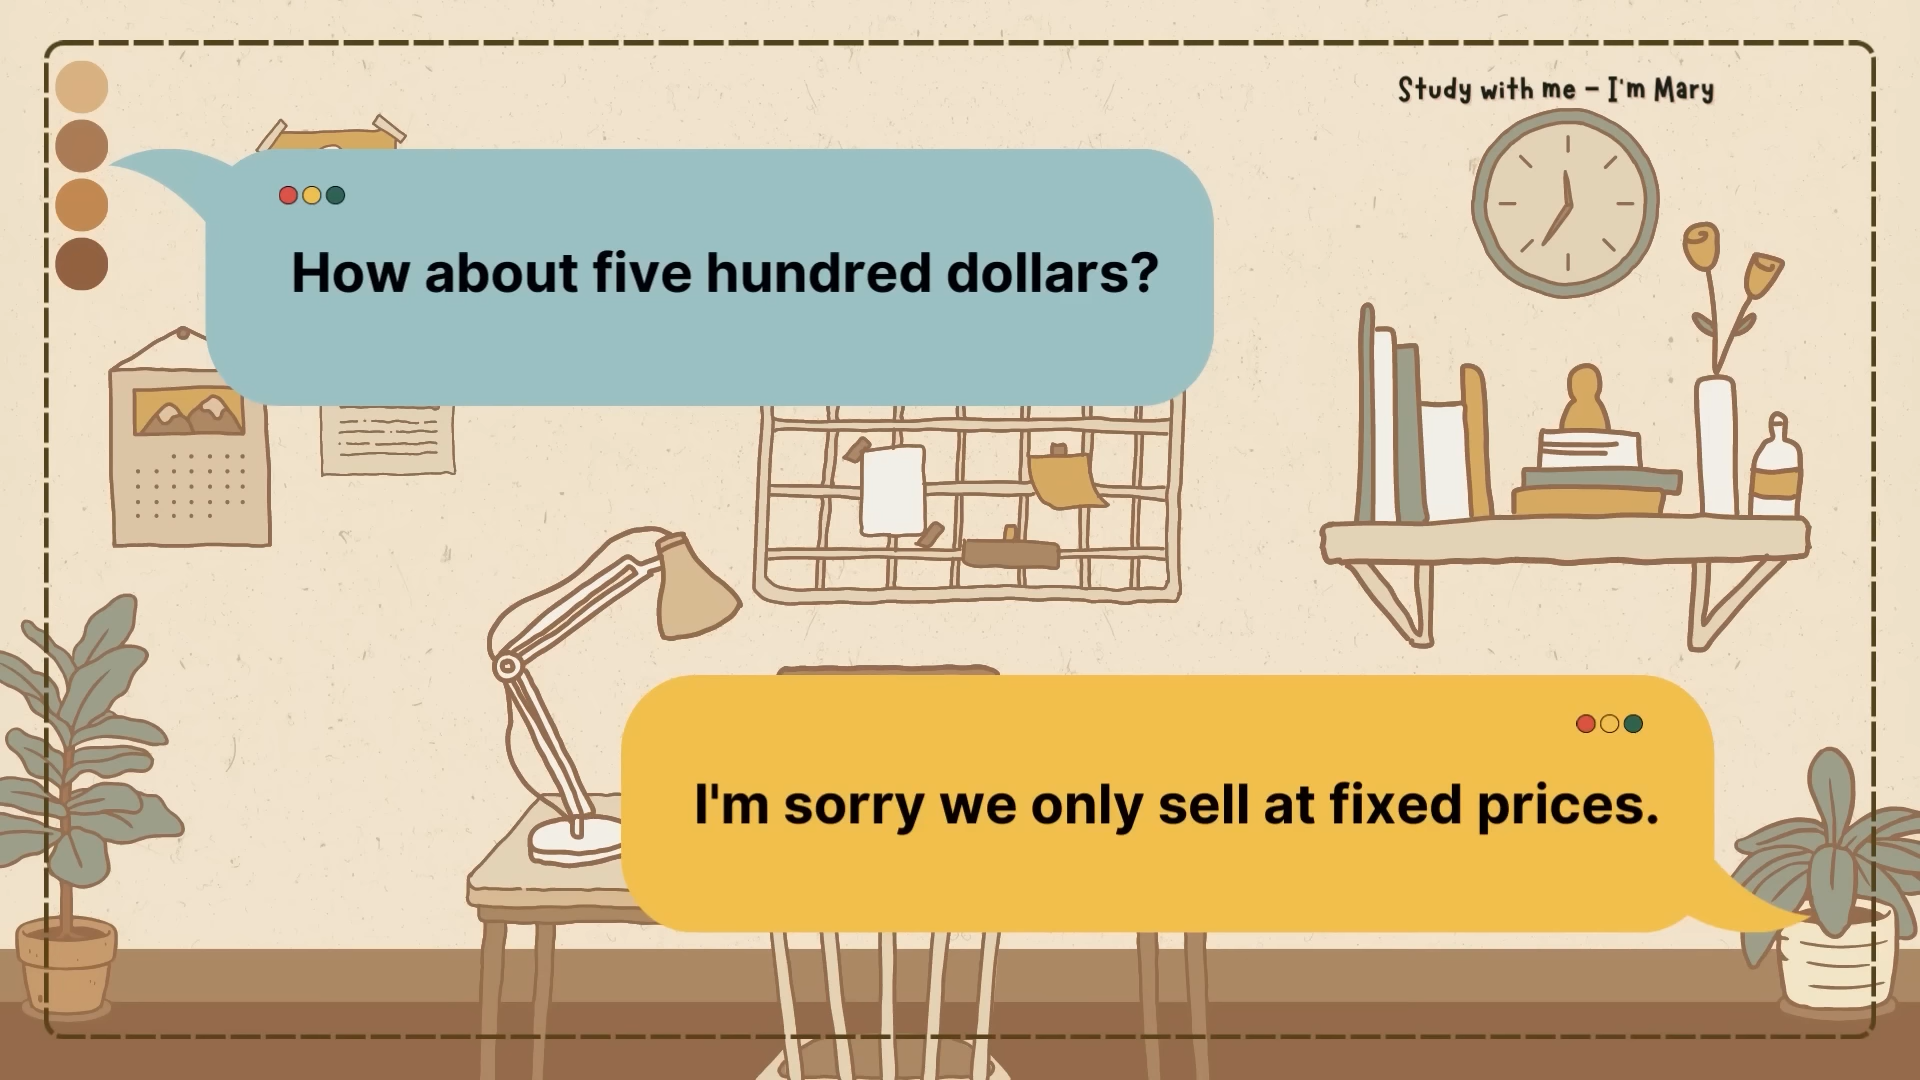 Study with me - I'm Mary
How about five hundred dollars?
I'm sorry we only sell at fixed prices.